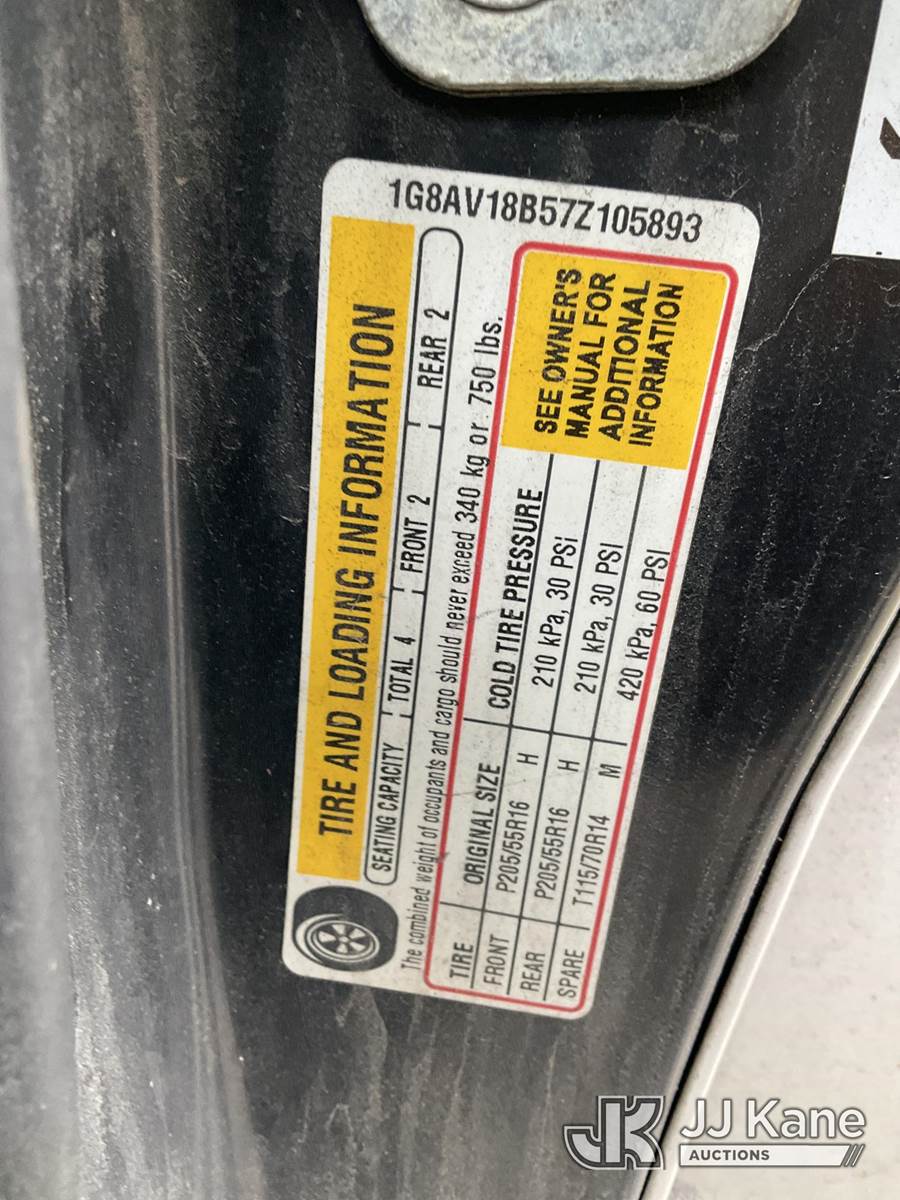 1G8AV18B57Z105893
TIRE AND LOADING INFORMATION
SEATING CAPACITY TOTAL 4 FRONT 2 REAR 2
The combined weight of occupants and cargo should never exceed 340 kg or 750 lbs.
TIRE ORIGINAL SIZE COLD TIRE PRESSURE
FRONT P205/55R16 H 210 kPa, 30 PSi
REAR P205/55R16 H 210 kPa, 30 PSI
SPARE T115/70R14 M 420 kPa, 60 PSI
SEE OWNER'S
MANUAL FOR
ADDITIONAL
INFORMATION
JK JJ Kane
AUCTIONS